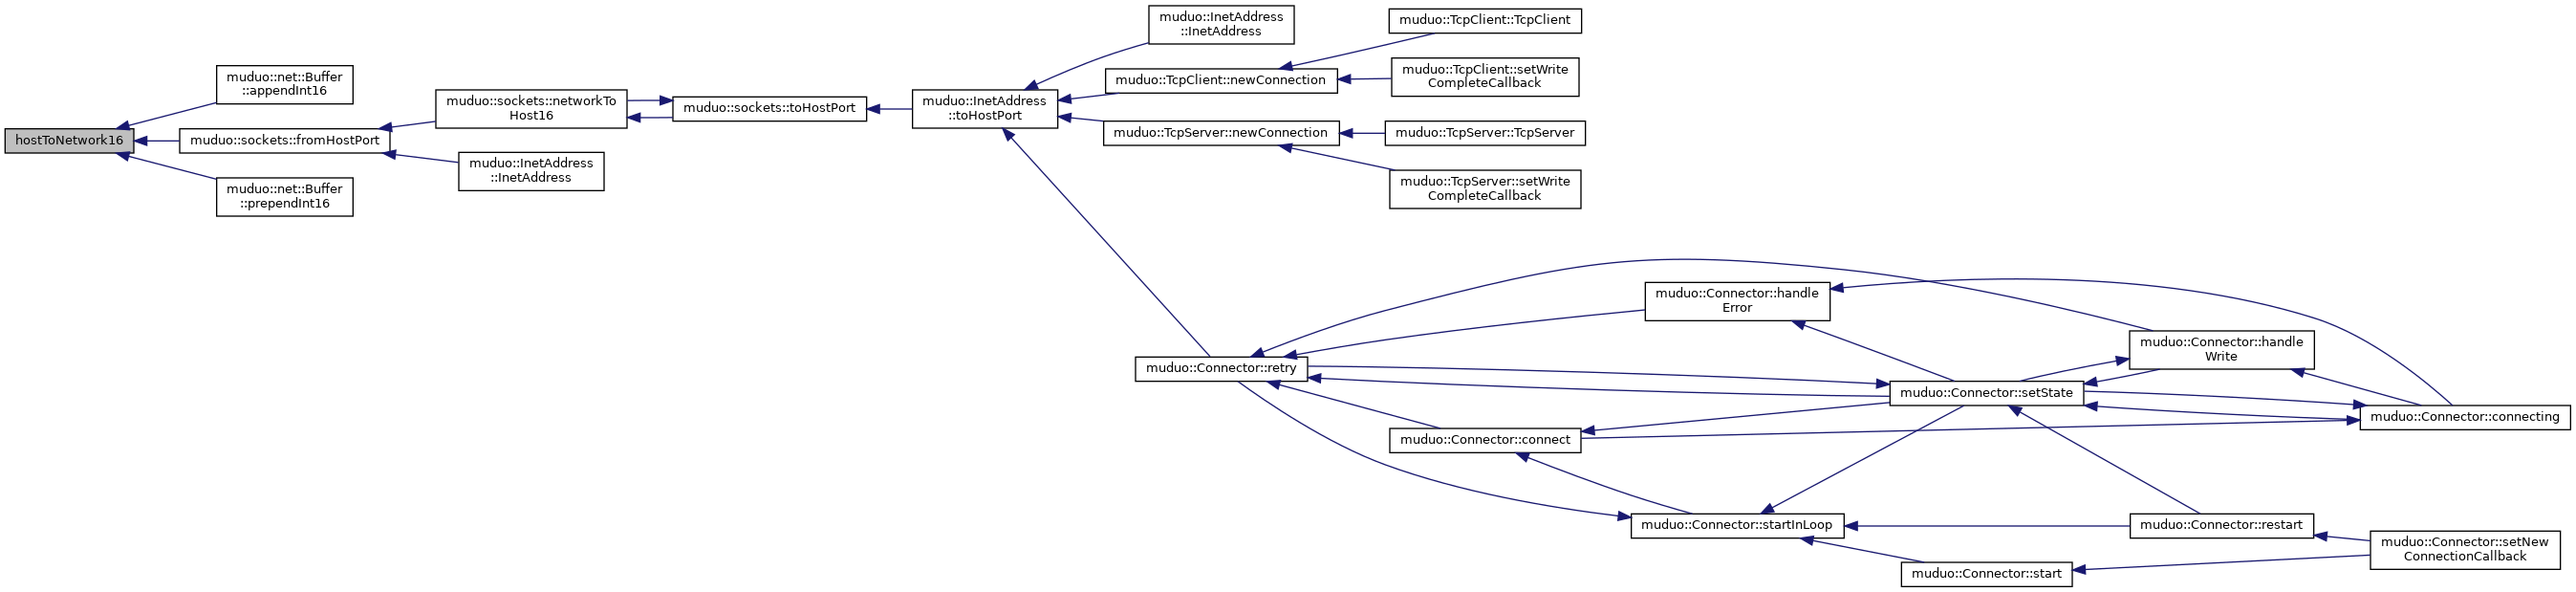 hostToNetwork16
muduo::net::Buffer
::appendInt16
muduo::sockets::fromHostPort
muduo::net::Buffer
::prependInt16
muduo::sockets::networkTo
Host16
muduo::InetAddress
::InetAddress
muduo::sockets::toHostPort
muduo::InetAddress
::toHostPort
muduo::InetAddress
::InetAddress
muduo::TcpClient::newConnection
muduo::TcpServer::newConnection
muduo::Connector::retry
muduo::TcpClient::TcpClient
muduo::TcpClient::setWrite
CompleteCallback
muduo::TcpServer::TcpServer
muduo::TcpServer::setWrite
CompleteCallback
muduo::Connector::connect
muduo::Connector::handle
Error
muduo::Connector::startInLoop
muduo::Connector::setState
muduo::Connector::start
muduo::Connector::handle
Write
muduo::Connector::restart
muduo::Connector::connecting
muduo::Connector::setNew
ConnectionCallback